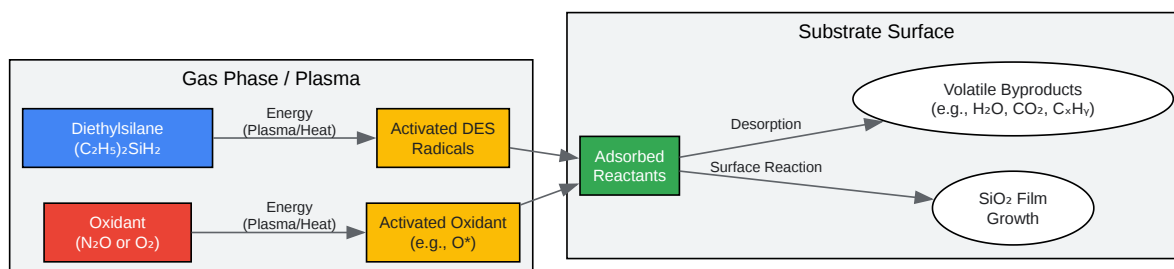 Substrate Surface
Gas Phase / Plasma
Diethylsilane
(C₂H₅)₂SiH₂
Energy
(Plasma/Heat)
Activated DES
Radicals
Oxidant
(N₂O or O₂)
Energy
(Plasma/Heat)
Activated Oxidant
(e.g., O*)
Adsorbed
Reactants
Desorption
Surface Reaction
Volatile Byproducts
(e.g., H₂O, CO₂, CₓHᵧ)
SiO₂ Film
Growth